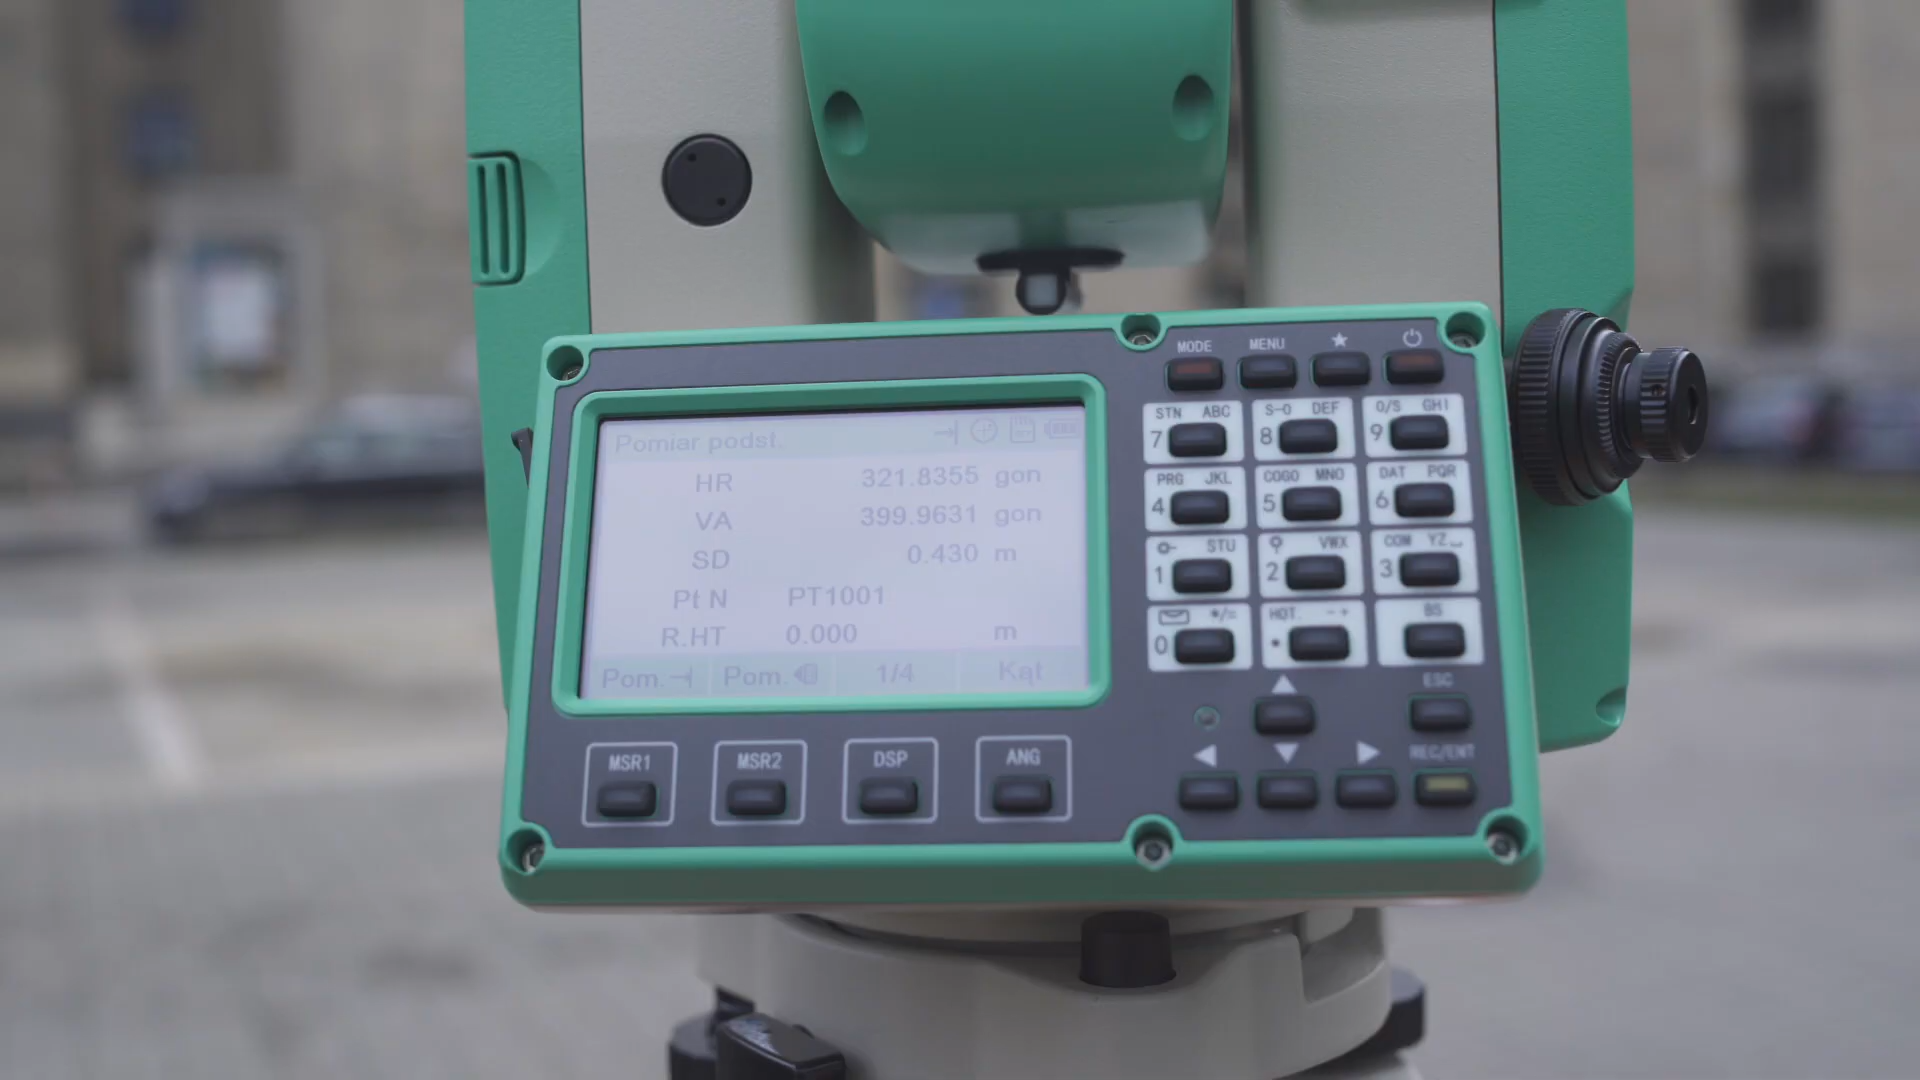 Pomiar podst.
HR 321.8355 gon
VA 399.9631 gon
SD 0.430 m
Pt N PT1001
R.HT 0.000 m
Pom. Pom. 1/4 Kąt
MSR1 MSR2 DSP ANG
MODE MENU
STN ABC S-O DEF O/S GHI
7 8 9
PRG JKL COGO MNO DAT PQR
4 5 6
STU VWX COM YZ
1 2 3
*/= HOT. -+ BS
0 .
ESC
REC/ENT